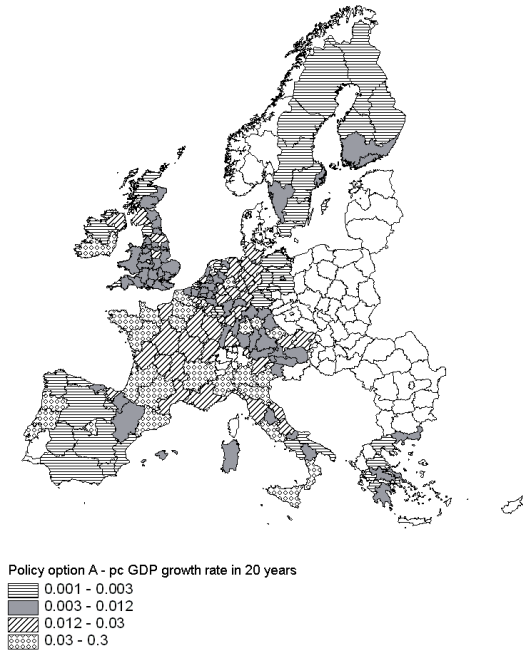 Policy option A - pc GDP growth rate in 20 years
0.001 - 0.003
0.003 - 0.012
0.012 - 0.03
0.03 - 0.3